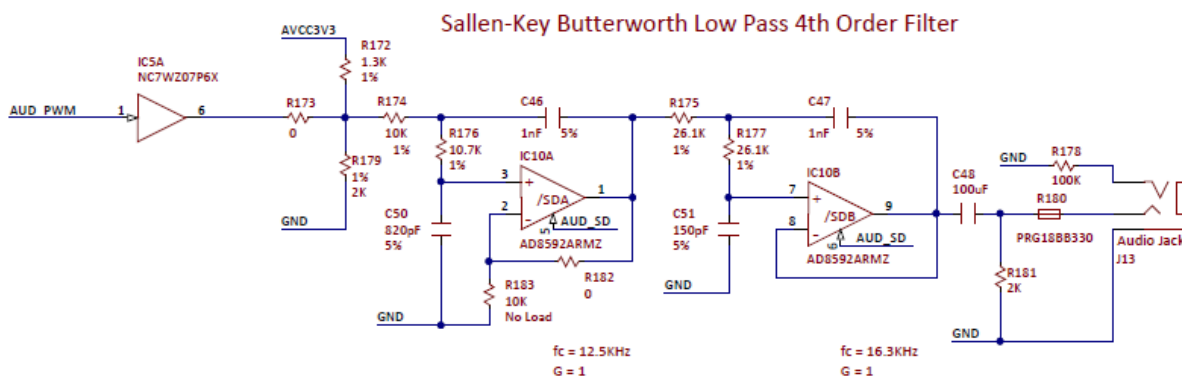 Sallen-Key Butterworth Low Pass 4th Order Filter
AVCC3V3
R172
1.3K
1%
IC5A
NC7WZ07P6X
AUD_PWM
1
6
R173
0
R174
10K
1%
R179
1%
2K
GND
C46
1nF
5%
R176
10.7K
1%
IC10A
3
+
2
-
/SDA
1
5
AUD_SD
AD8592ARMZ
C50
820pF
5%
R182
0
R183
10K
No Load
GND
R175
26.1K
1%
C47
1nF
5%
R177
26.1K
1%
IC10B
7
+
8
-
/SDB
9
6
AUD_SD
AD8592ARMZ
C51
150pF
5%
GND
C48
100uF
GND
R178
100K
R180
PRG18BB330
Audio Jack
J13
R181
2K
GND
fc = 12.5KHz
G = 1
fc = 16.3KHz
G = 1